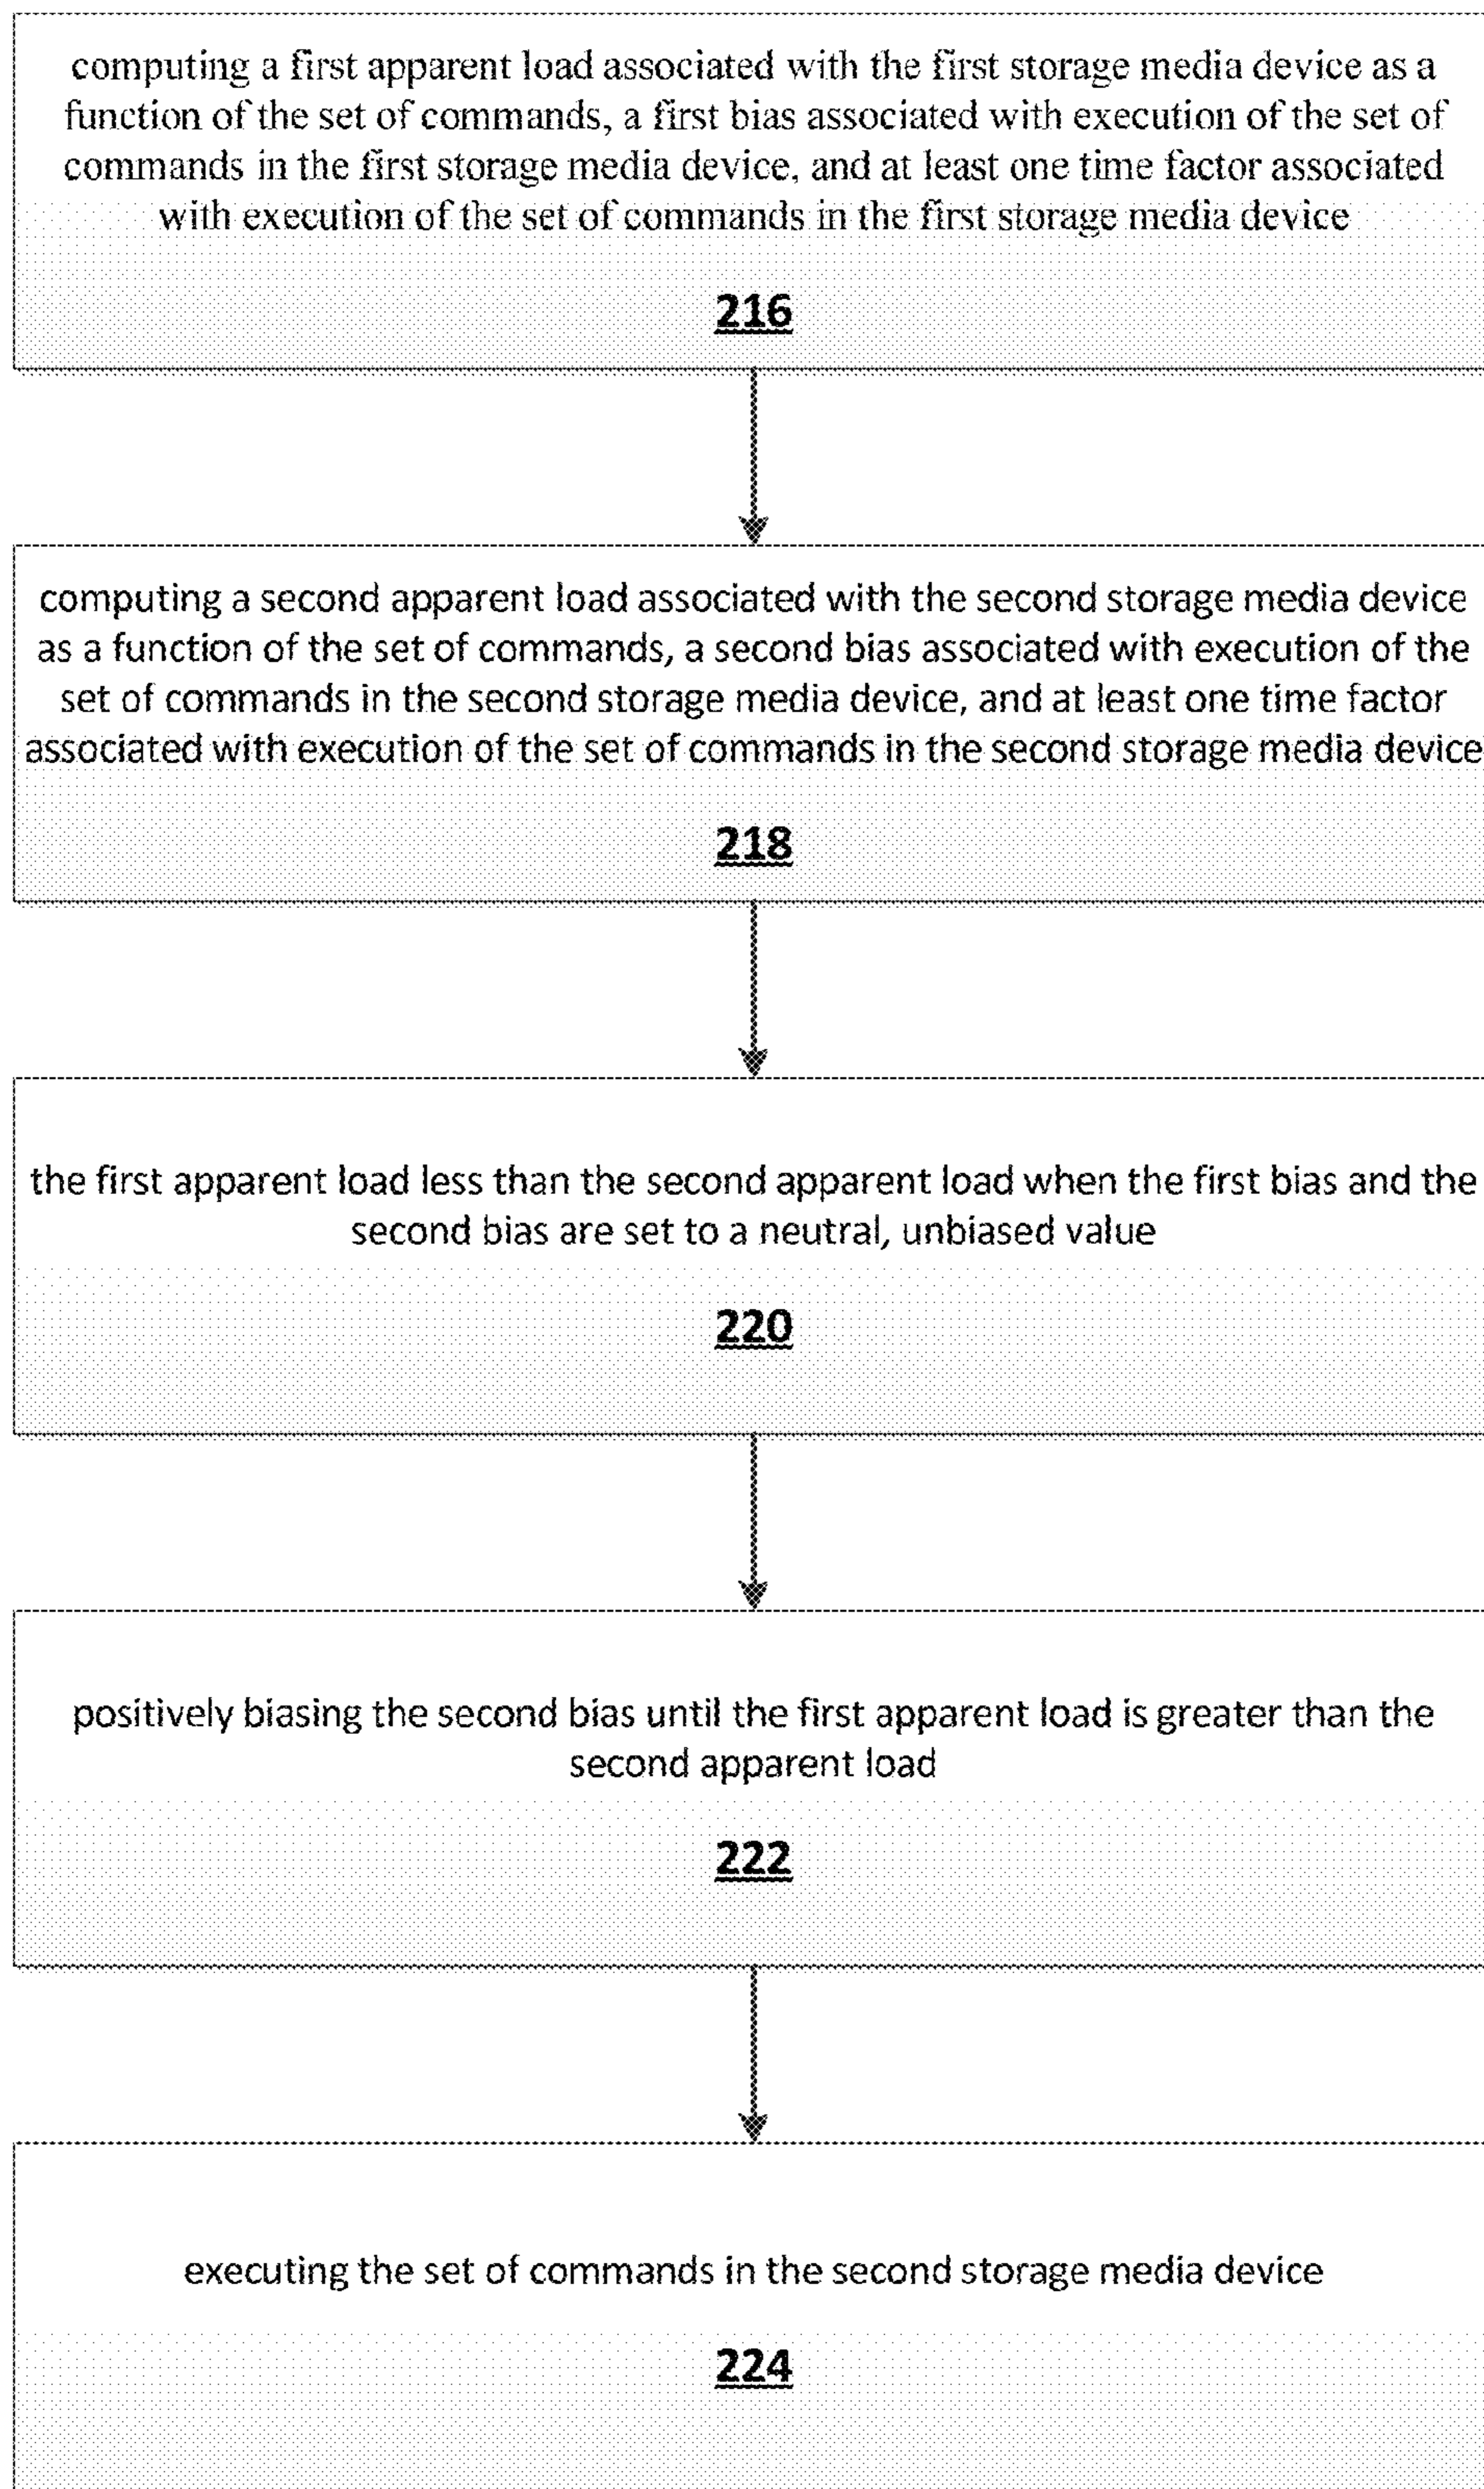 computing a first apparent load associated with the first storage media device as a
function of the set of commands, a first bias associated with execution of the set of
commands in the first storage media device, and at least one time factor associated
with execution of the set of commands in the first storage media device
216
computing a second apparent load associated with the second storage media device
as a function of the set of commands, a second bias associated with execution of the
set of commands in the second storage media device, and at least one time factor
associated with execution of the set of commands in the second storage media device
218
the first apparent load less than the second apparent load when the first bias and the
second bias are set to a neutral, unbiased value
220
positively biasing the second bias until the first apparent load is greater than the
second apparent load
222
executing the set of commands in the second storage media device
224